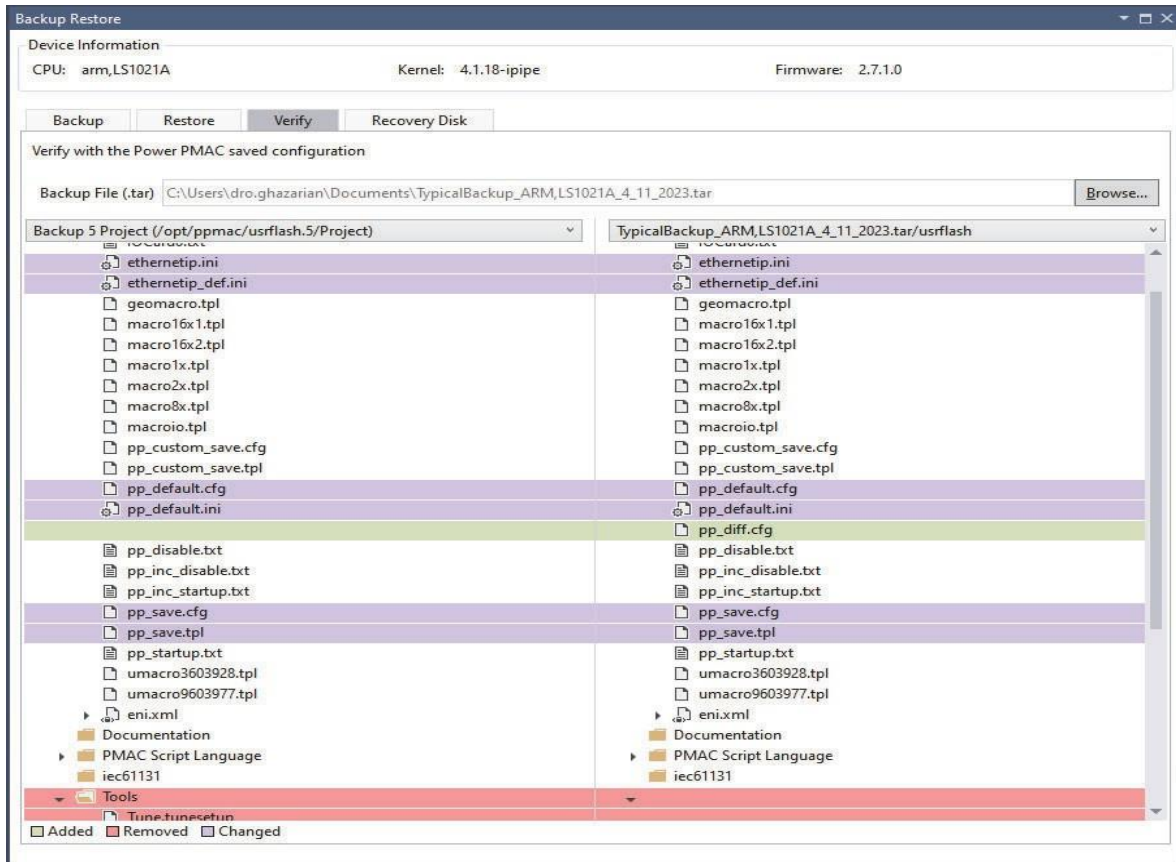 Backup Restore
Device Information
CPU: arm,LS1021A Kernel: 4.1.18-ipipe Firmware: 2.7.1.0
Backup Restore Verify Recovery Disk
Verify with the Power PMAC saved configuration
Backup File (.tar) C:\Users\dro.ghazarian\Documents\TypicalBackup_ARM,LS1021A_4_11_2023.tar Browse...
Backup 5 Project (/opt/ppmac/usrflash.5/Project) TypicalBackup_ARM,LS1021A_4_11_2023.tar/usrflash
ethernetip.ini ethernetip.ini
ethernetip_def.ini ethernetip_def.ini
geomacro.tpl geomacro.tpl
macro16x1.tpl macro16x1.tpl
macro16x2.tpl macro16x2.tpl
macro1x.tpl macro1x.tpl
macro2x.tpl macro2x.tpl
macro8x.tpl macro8x.tpl
macroio.tpl macroio.tpl
pp_custom_save.cfg pp_custom_save.cfg
pp_custom_save.tpl pp_custom_save.tpl
pp_default.cfg pp_default.cfg
pp_default.ini pp_default.ini
pp_diff.cfg
pp_disable.txt pp_disable.txt
pp_inc_disable.txt pp_inc_disable.txt
pp_inc_startup.txt pp_inc_startup.txt
pp_save.cfg pp_save.cfg
pp_save.tpl pp_save.tpl
pp_startup.txt pp_startup.txt
umacro3603928.tpl umacro3603928.tpl
umacro9603977.tpl umacro9603977.tpl
eni.xml eni.xml
Documentation Documentation
PMAC Script Language PMAC Script Language
iec61131 iec61131
Tools
Tune.tunesetup
Added Removed Changed